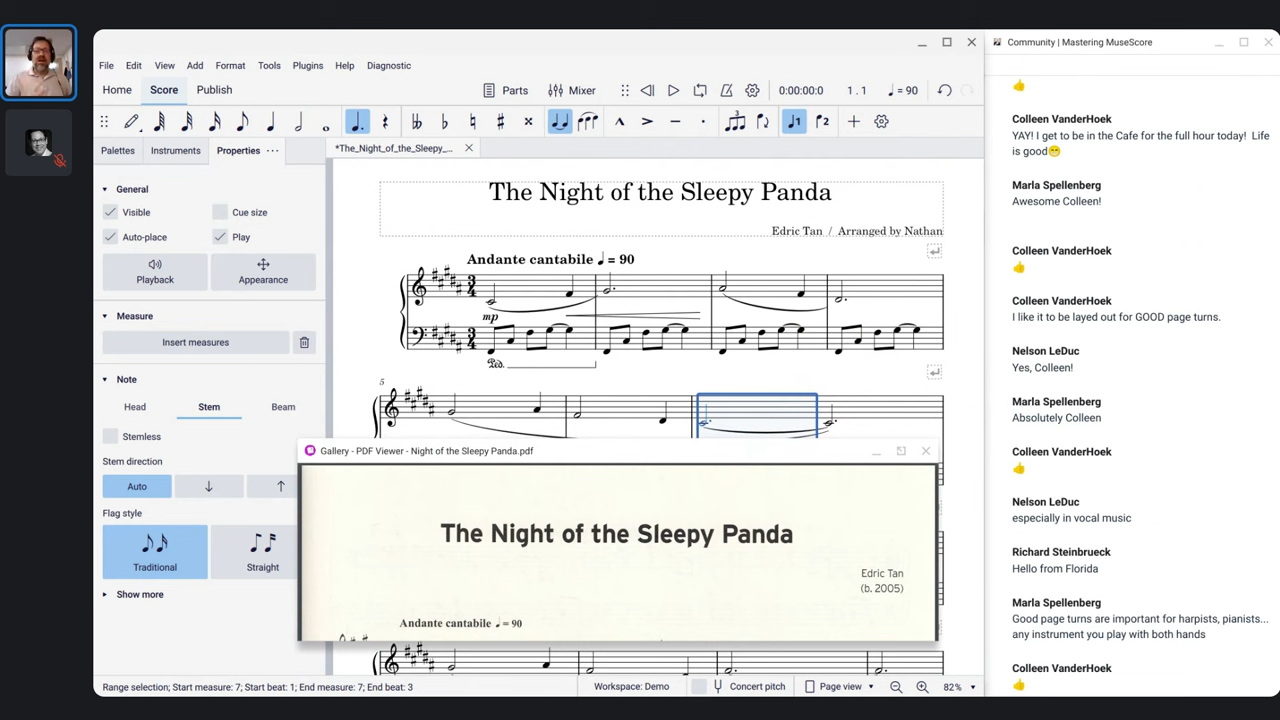 File Edit View Add Format Tools Plugins Help Diagnostic
Home Score Publish Parts Mixer 0:00:00:0 1 . 1 = 90
Palettes Instruments Properties
*The_Night_of_the_Sleepy_...
General
Visible Cue size
Auto-place Play
Playback Appearance
Measure
Insert measures
Note
Head Stem Beam
Stemless
Stem direction
Auto
Flag style
Traditional Straight
Show more
The Night of the Sleepy Panda
Edric Tan / Arranged by Nathan
Andante cantabile = 90
mp
Ped.
5
Gallery - PDF Viewer - Night of the Sleepy Panda.pdf
The Night of the Sleepy Panda
Edric Tan
(b. 2005)
Andante cantabile = 90
Range selection; Start measure: 7; Start beat: 1; End measure: 7; End beat: 3
Workspace: Demo Concert pitch Page view 82%
Community | Mastering MuseScore
Colleen VanderHoek
YAY! I get to be in the Cafe for the full hour today! Life
is good
Marla Spellenberg
Awesome Colleen!
Colleen VanderHoek
Colleen VanderHoek
I like it to be layed out for GOOD page turns.
Nelson LeDuc
Yes, Colleen!
Marla Spellenberg
Absolutely Colleen
Colleen VanderHoek
Nelson LeDuc
especially in vocal music
Richard Steinbrueck
Hello from Florida
Marla Spellenberg
Good page turns are important for harpists, pianists...
any instrument you play with both hands
Colleen VanderHoek